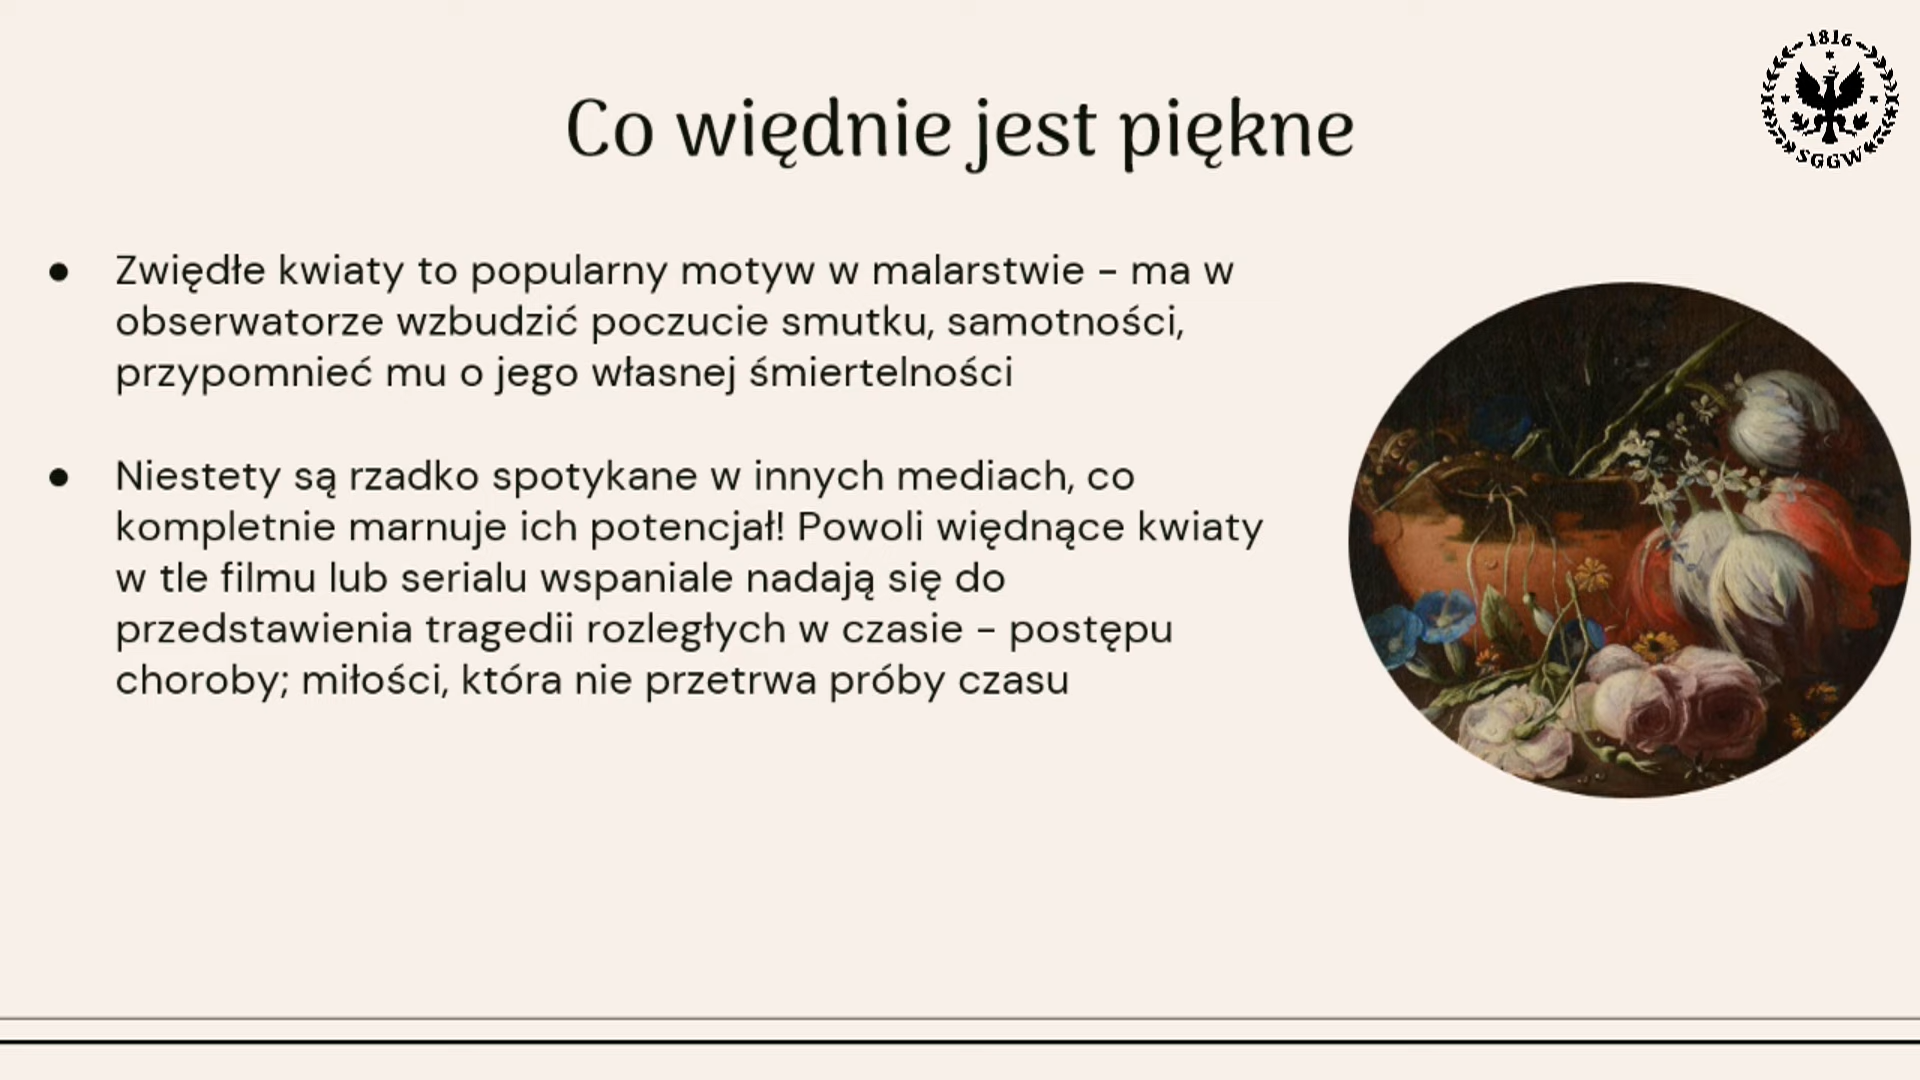 1816
SGGW
Co więdnie jest piękne
● Zwiędłe kwiaty to popularny motyw w malarstwie – ma w
obserwatorze wzbudzić poczucie smutku, samotności,
przypomnieć mu o jego własnej śmiertelności
● Niestety są rzadko spotykane w innych mediach, co
kompletnie marnuje ich potencjał! Powoli więdnące kwiaty
w tle filmu lub serialu wspaniale nadają się do
przedstawienia tragedii rozległych w czasie – postępu
choroby; miłości, która nie przetrwa próby czasu